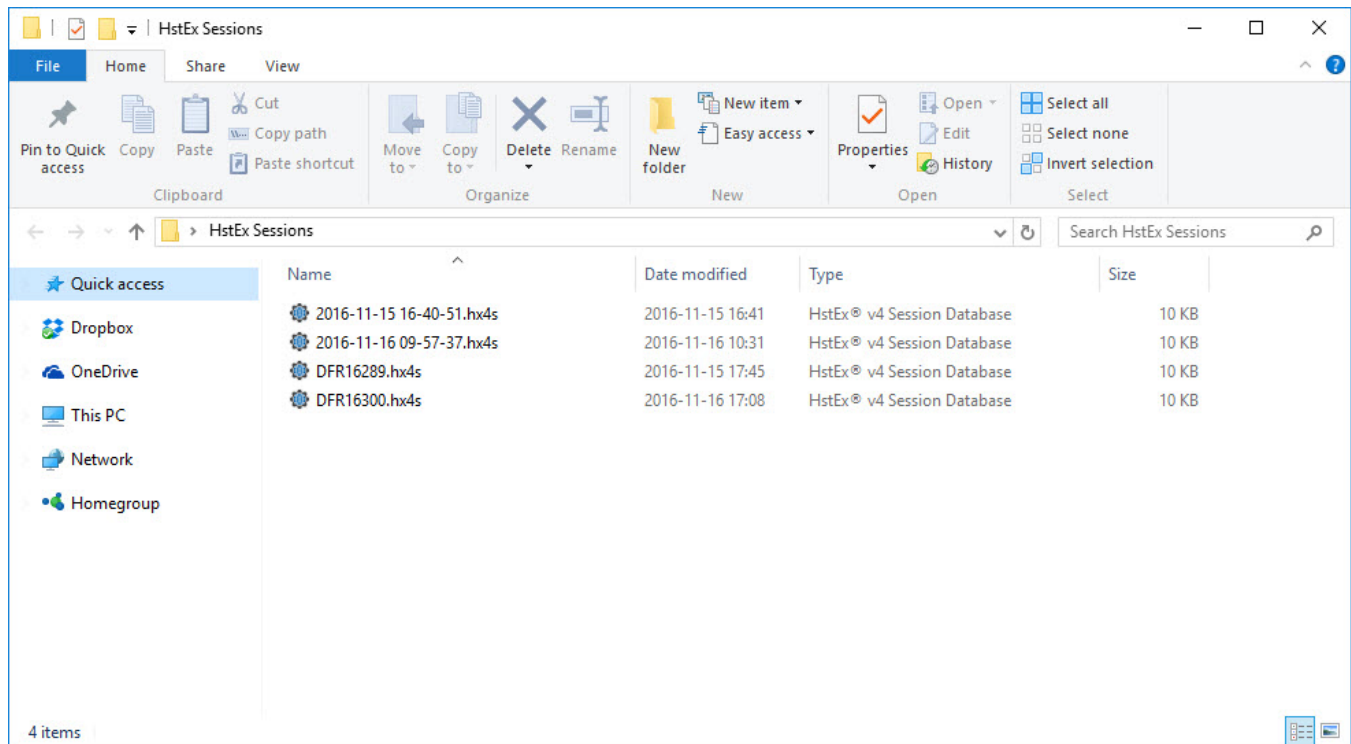 HstEx Sessions
File Home Share View
Pin to Quick access
Copy
Paste
Cut
Copy path
Paste shortcut
Clipboard
Move to
Copy to
Delete
Rename
Organize
New folder
New item
Easy access
New
Properties
Open
Edit
History
Open
Select all
Select none
Invert selection
Select
HstEx Sessions
Search HstEx Sessions
Quick access
Dropbox
OneDrive
This PC
Network
Homegroup
Name Date modified Type Size
2016-11-15 16-40-51.hx4s 2016-11-15 16:41 HstEx® v4 Session Database 10 KB
2016-11-16 09-57-37.hx4s 2016-11-16 10:31 HstEx® v4 Session Database 10 KB
DFR16289.hx4s 2016-11-15 17:45 HstEx® v4 Session Database 10 KB
DFR16300.hx4s 2016-11-16 17:08 HstEx® v4 Session Database 10 KB
4 items